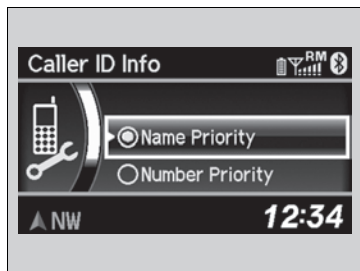 Caller ID Info
RM
Name Priority
Number Priority
NW
12:34